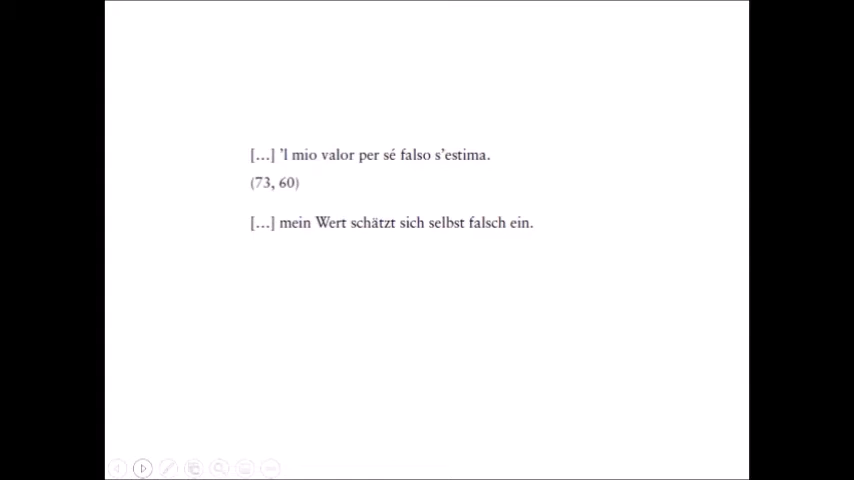 [...] ’l mio valor per sé falso s’estima.
(73, 60)
[...] mein Wert schätzt sich selbst falsch ein.